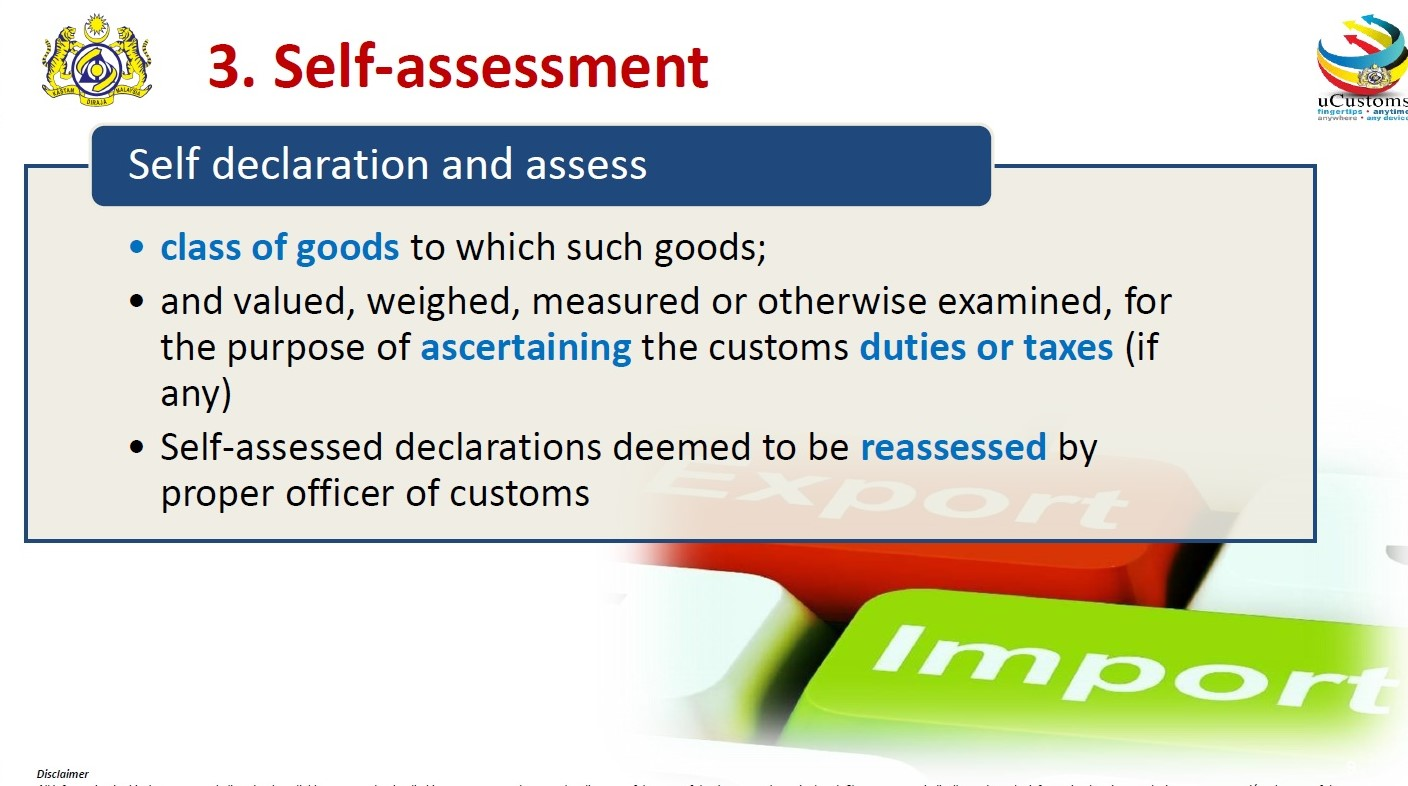 3. Self-assessment
KASTAM DIRAJA MALAYSIA
uCustoms
fingertips • anytime
anywhere • any device
Self declaration and assess
• class of goods to which such goods;
• and valued, weighed, measured or otherwise examined, for
the purpose of ascertaining the customs duties or taxes (if
any)
• Self-assessed declarations deemed to be reassessed by
proper officer of customs
Export
Import
Disclaimer